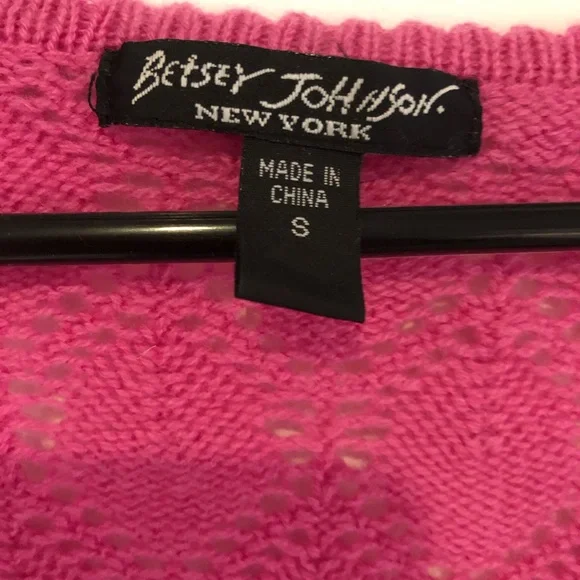 BETSEY JOHNSON.
NEW YORK
MADE IN
CHINA
S